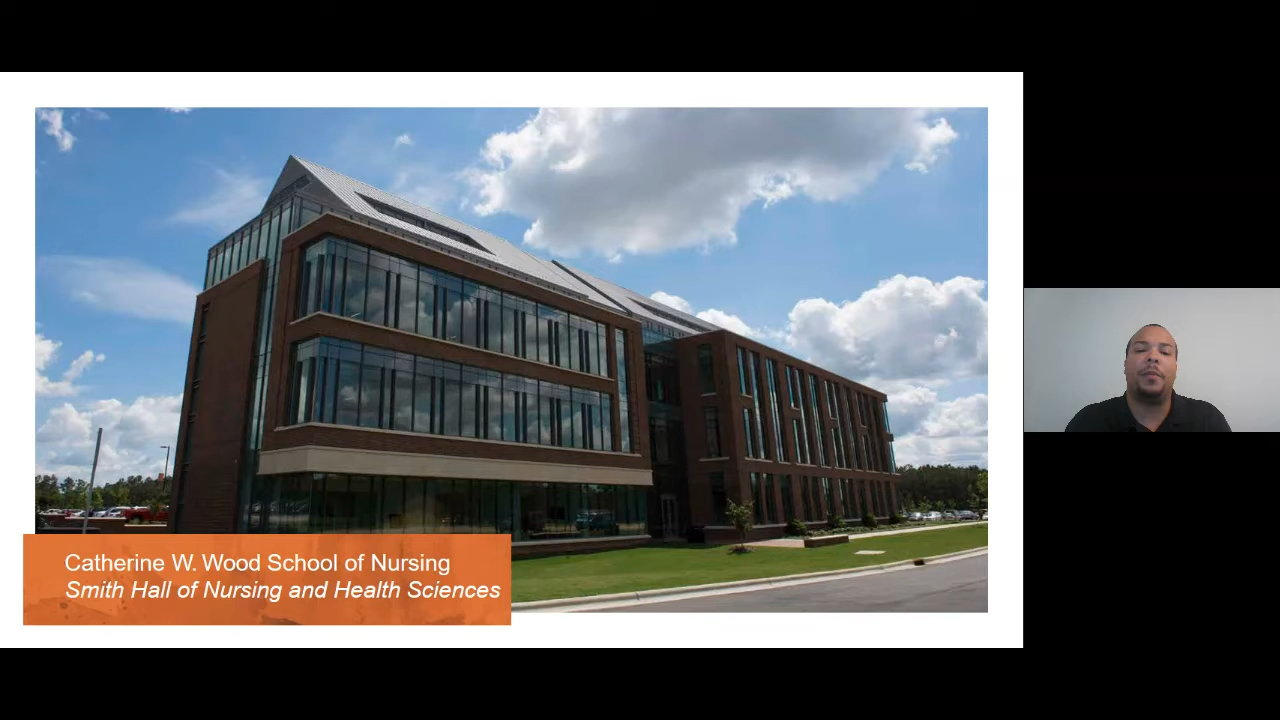 Catherine W. Wood School of Nursing
Smith Hall of Nursing and Health Sciences